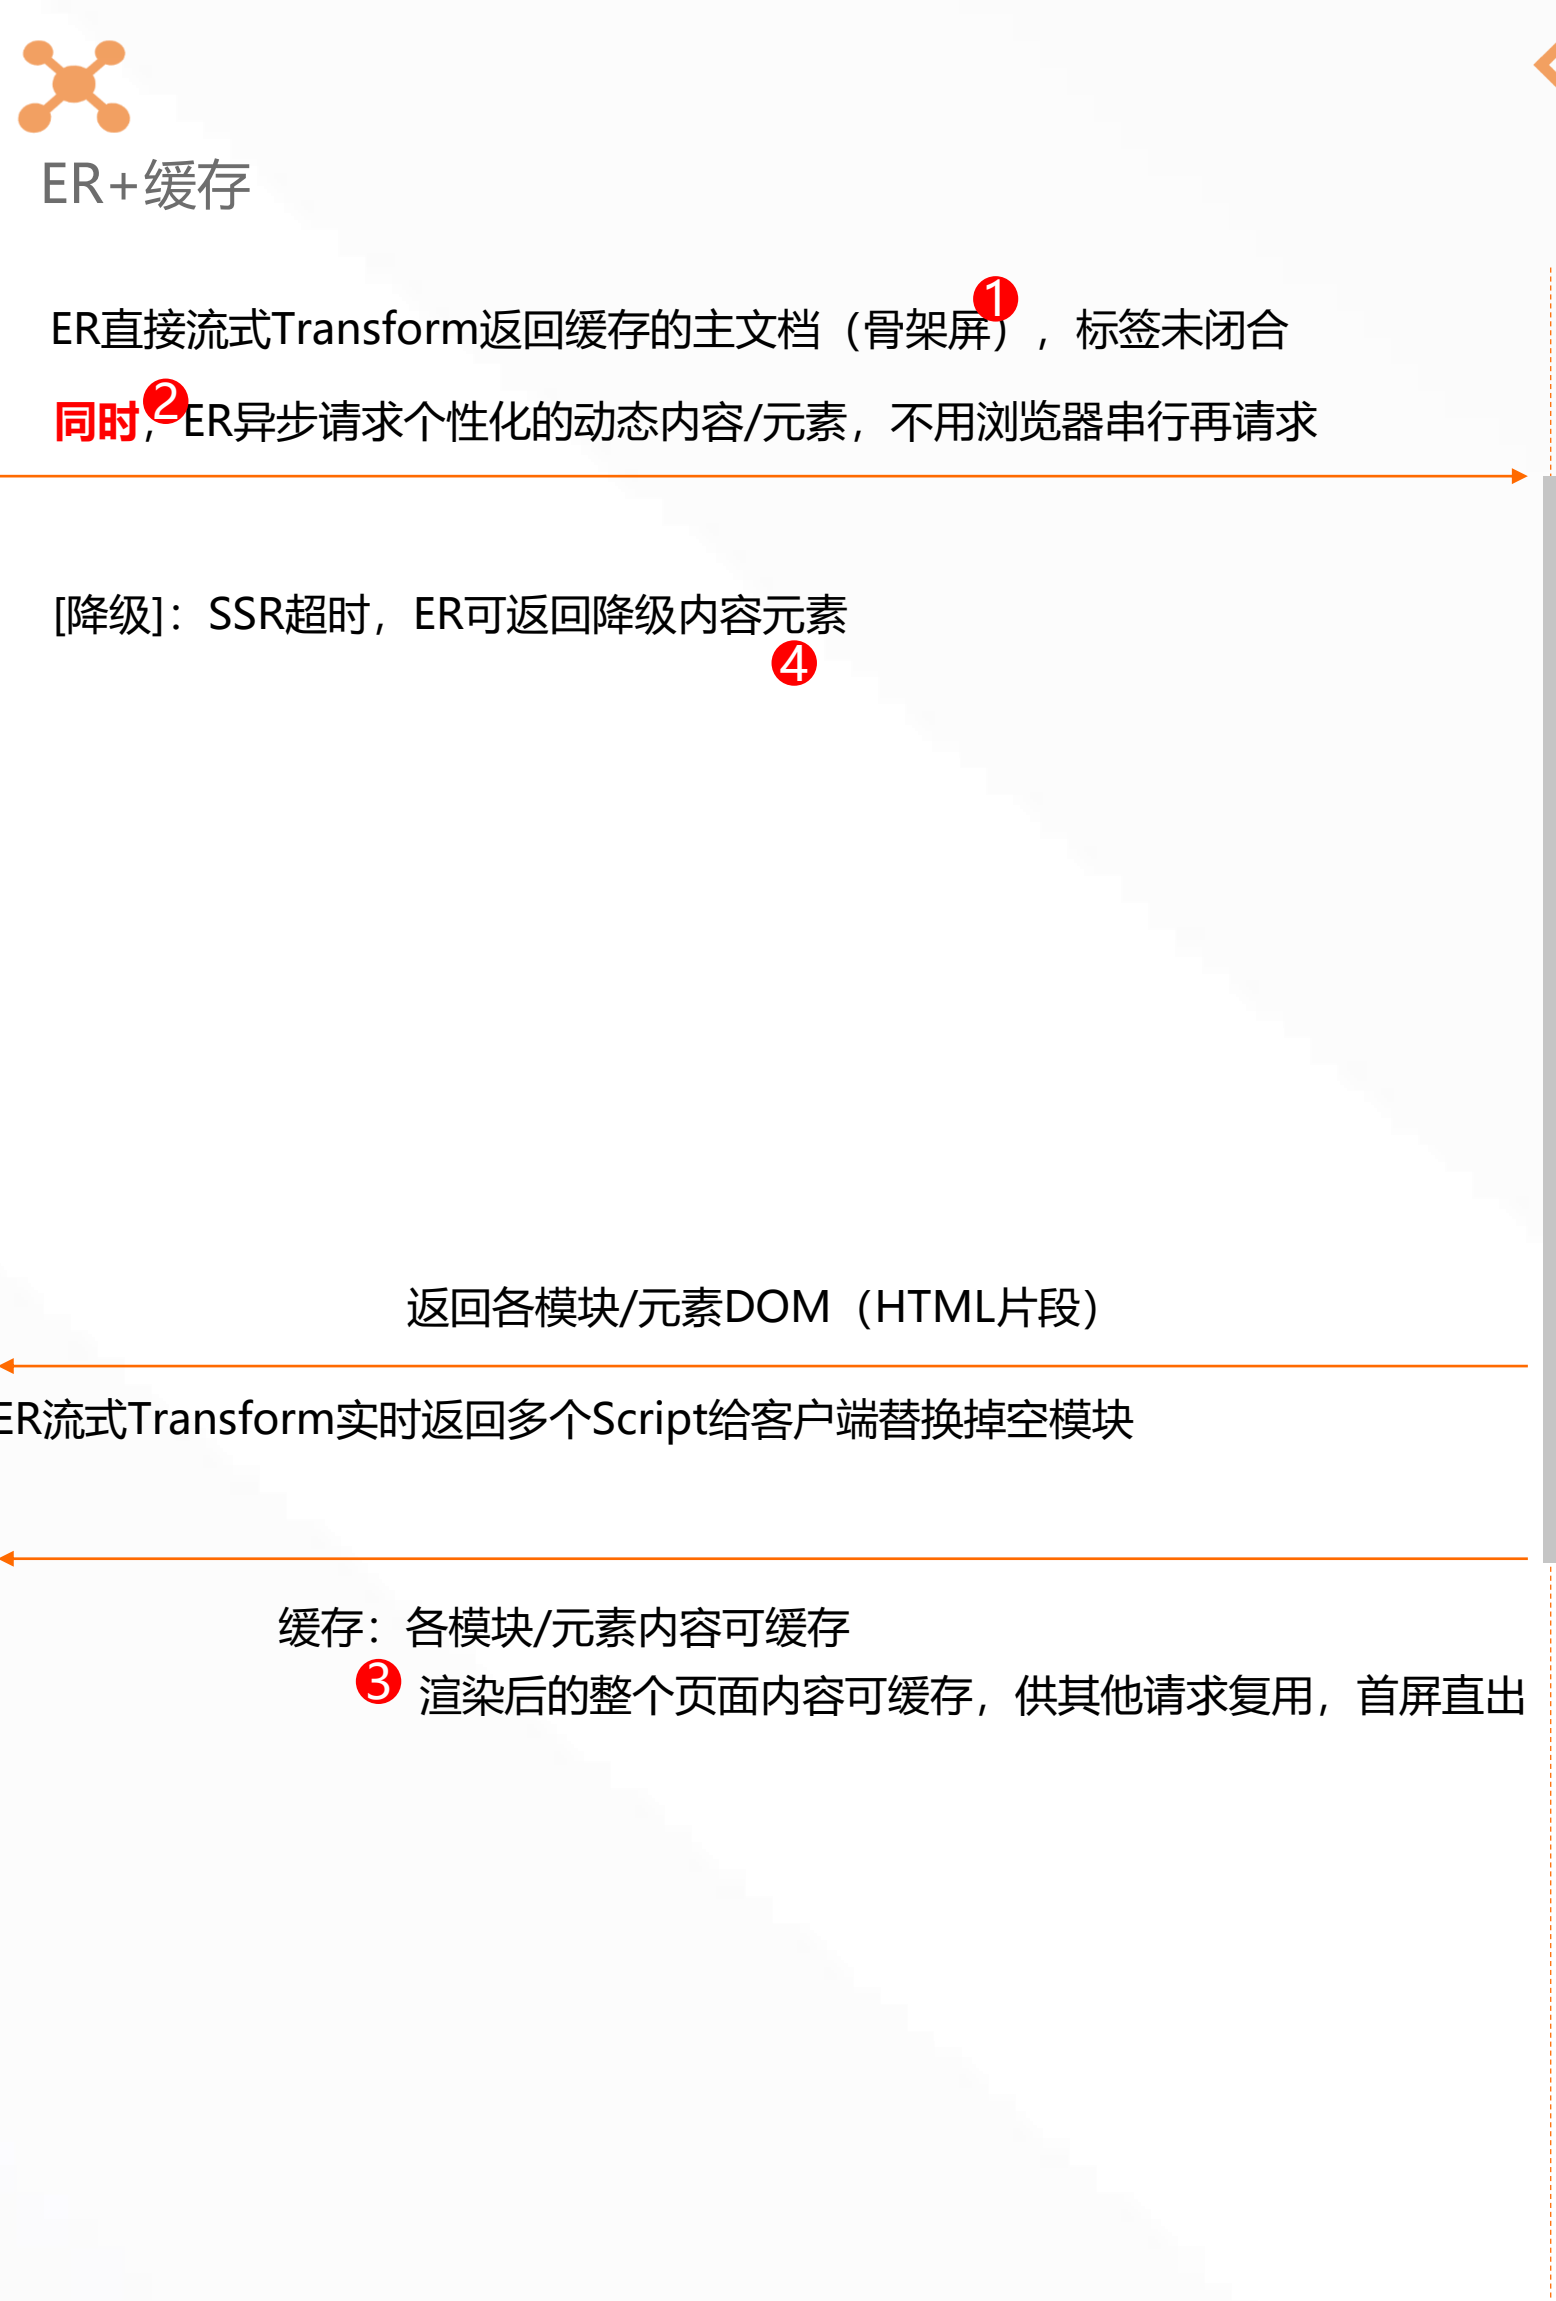 ER+缓存
ER直接流式Transform返回缓存的主文档（骨架屏），标签未闭合
1
同时，ER异步请求个性化的动态内容/元素，不用浏览器串行再请求
2
[降级]：SSR超时，ER可返回降级内容元素
4
返回各模块/元素DOM（HTML片段）
ER流式Transform实时返回多个Script给客户端替换掉空模块
缓存：各模块/元素内容可缓存
3 渲染后的整个页面内容可缓存，供其他请求复用，首屏直出